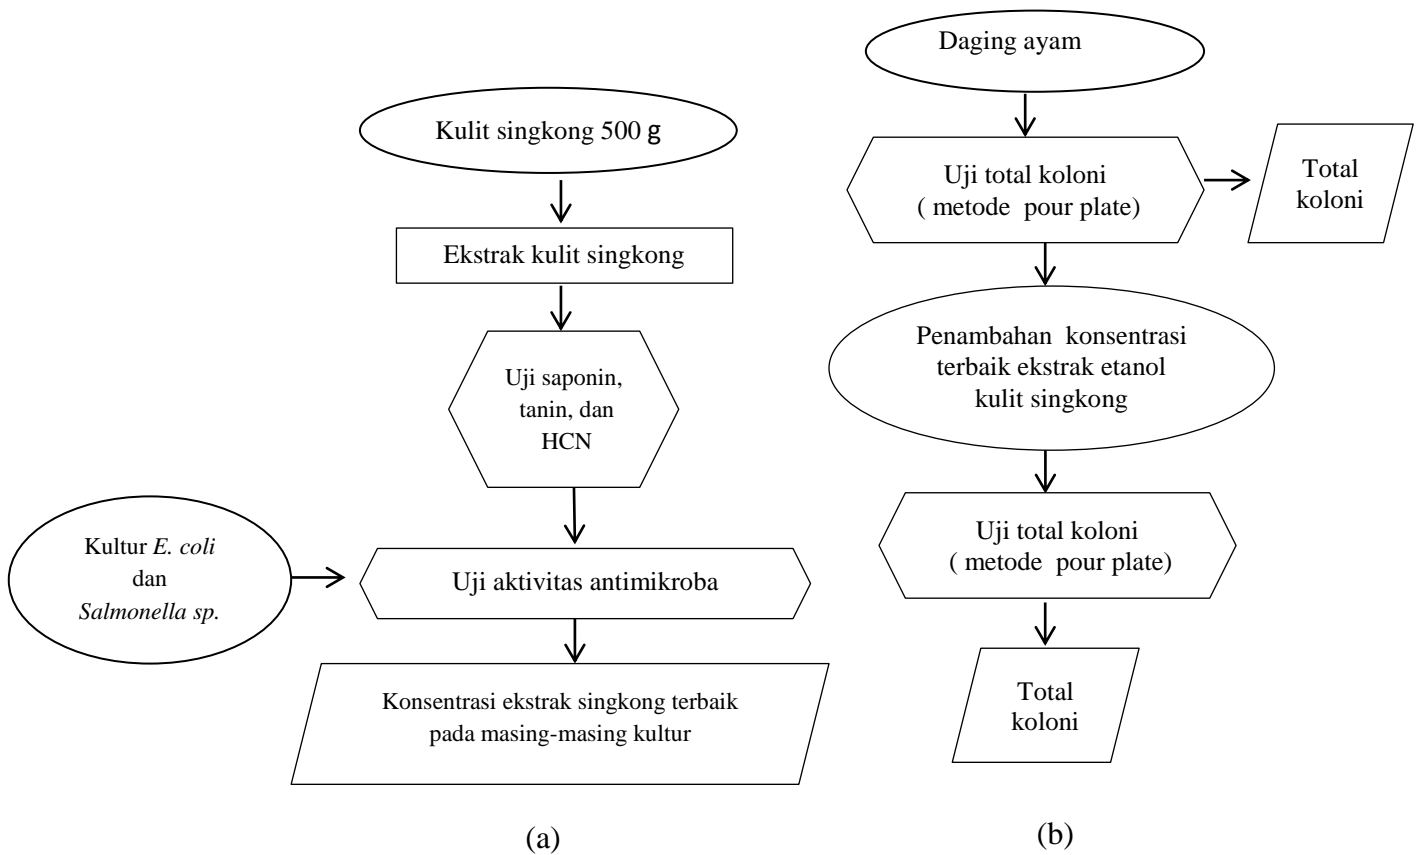 Kulit singkong 500 g
Ekstrak kulit singkong
Uji saponin,
tanin, dan
HCN
Kultur E. coli
dan
Salmonella sp.
Uji aktivitas antimikroba
Konsentrasi ekstrak singkong terbaik
pada masing-masing kultur
(a)
Daging ayam
Uji total koloni
( metode pour plate)
Total
koloni
Penambahan konsentrasi
terbaik ekstrak etanol
kulit singkong
Uji total koloni
( metode pour plate)
Total
koloni
(b)